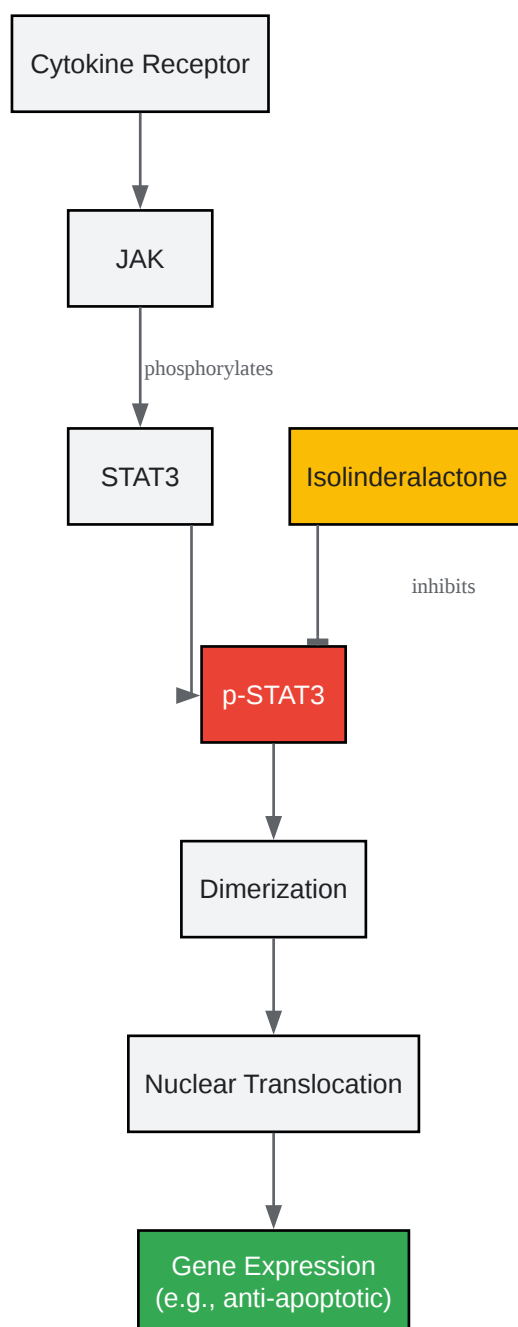 Cytokine Receptor
JAK
phosphorylates
STAT3
Isolinderalactone
inhibits
p-STAT3
Dimerization
Nuclear Translocation
Gene Expression
(e.g., anti-apoptotic)